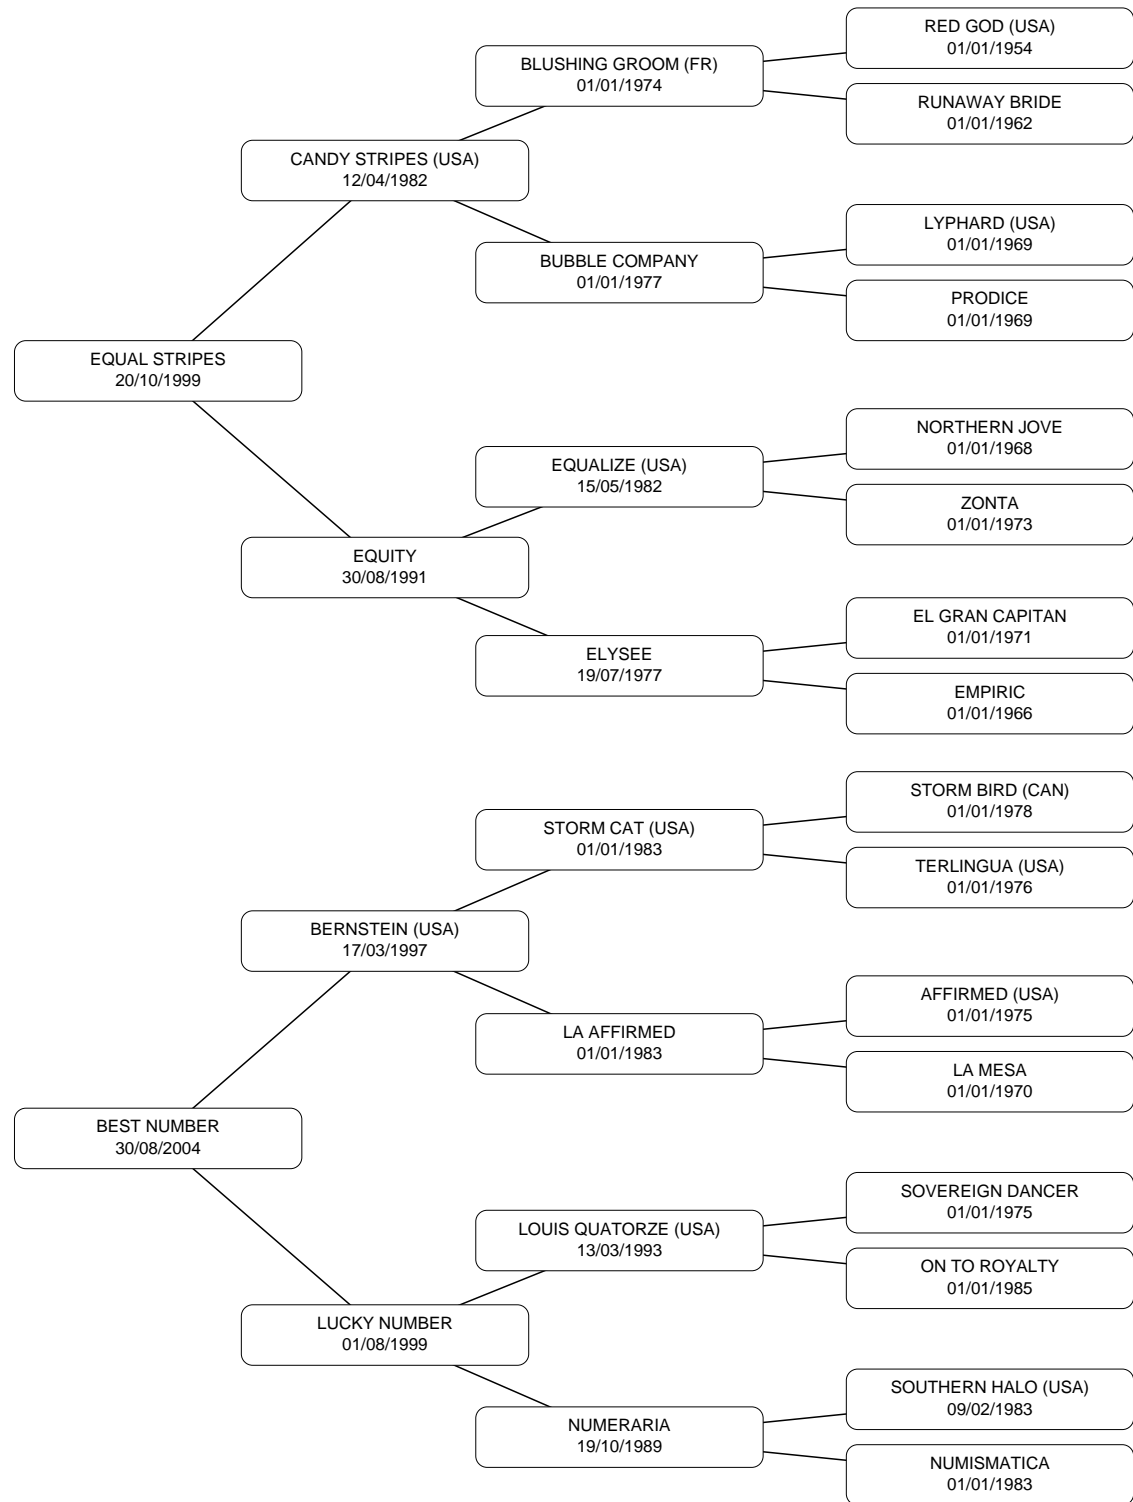 RED GOD (USA)
01/01/1954
BLUSHING GROOM (FR)
01/01/1974
RUNAWAY BRIDE
01/01/1962
CANDY STRIPES (USA)
12/04/1982
LYPHARD (USA)
01/01/1969
BUBBLE COMPANY
01/01/1977
PRODICE
01/01/1969
EQUAL STRIPES
20/10/1999
NORTHERN JOVE
01/01/1968
EQUALIZE (USA)
15/05/1982
ZONTA
01/01/1973
EQUITY
30/08/1991
EL GRAN CAPITAN
01/01/1971
ELYSEE
19/07/1977
EMPIRIC
01/01/1966
STORM BIRD (CAN)
01/01/1978
STORM CAT (USA)
01/01/1983
TERLINGUA (USA)
01/01/1976
BERNSTEIN (USA)
17/03/1997
AFFIRMED (USA)
01/01/1975
LA AFFIRMED
01/01/1983
LA MESA
01/01/1970
BEST NUMBER
30/08/2004
SOVEREIGN DANCER
01/01/1975
LOUIS QUATORZE (USA)
13/03/1993
ON TO ROYALTY
01/01/1985
LUCKY NUMBER
01/08/1999
SOUTHERN HALO (USA)
09/02/1983
NUMERARIA
19/10/1989
NUMISMATICA
01/01/1983